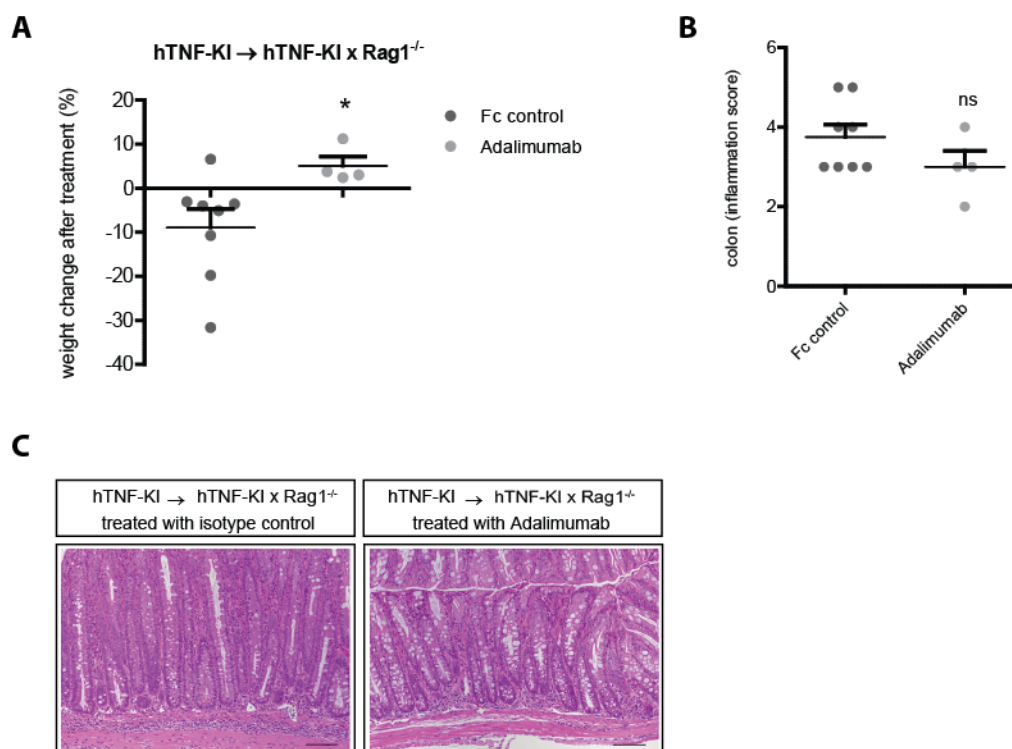 A
hTNF-KI → hTNF-KI x Rag1-/-
weight change after treatment (%)
20
10
0
-10
-20
-30
-40
*
Fc control
Adalimumab
B
colon (inflammation score)
6
4
2
0
ns
Fc control
Adalimumab
C
hTNF-KI → hTNF-KI x Rag1-/-
treated with isotype control
hTNF-KI → hTNF-KI x Rag1-/-
treated with Adalimumab